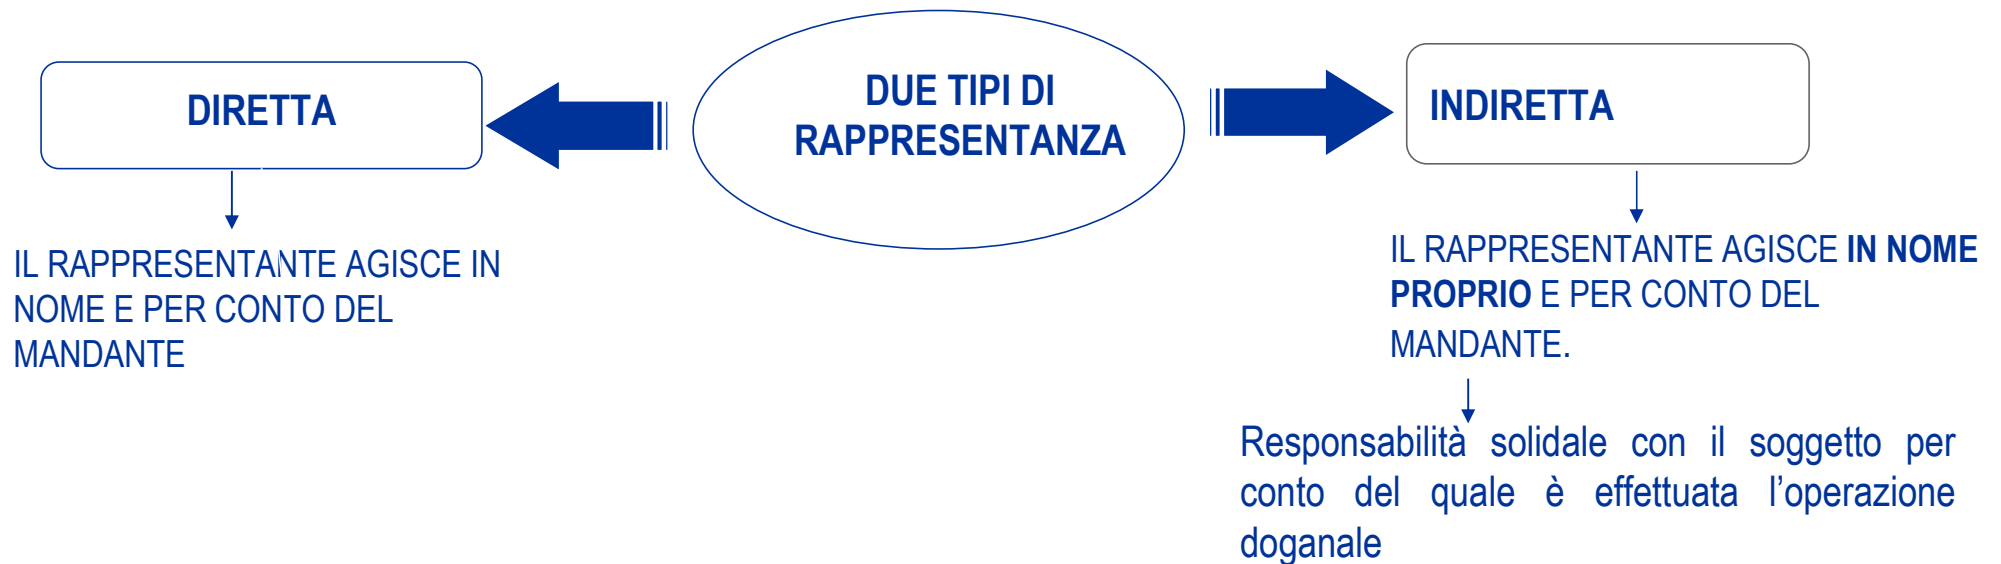 DUE TIPI DI
RAPPRESENTANZA
DIRETTA
IL RAPPRESENTANTE AGISCE IN
NOME E PER CONTO DEL
MANDANTE
INDIRETTA
IL RAPPRESENTANTE AGISCE IN NOME
PROPRIO E PER CONTO DEL
MANDANTE.
Responsabilità solidale con il soggetto per
conto del quale è effettuata l’operazione
doganale